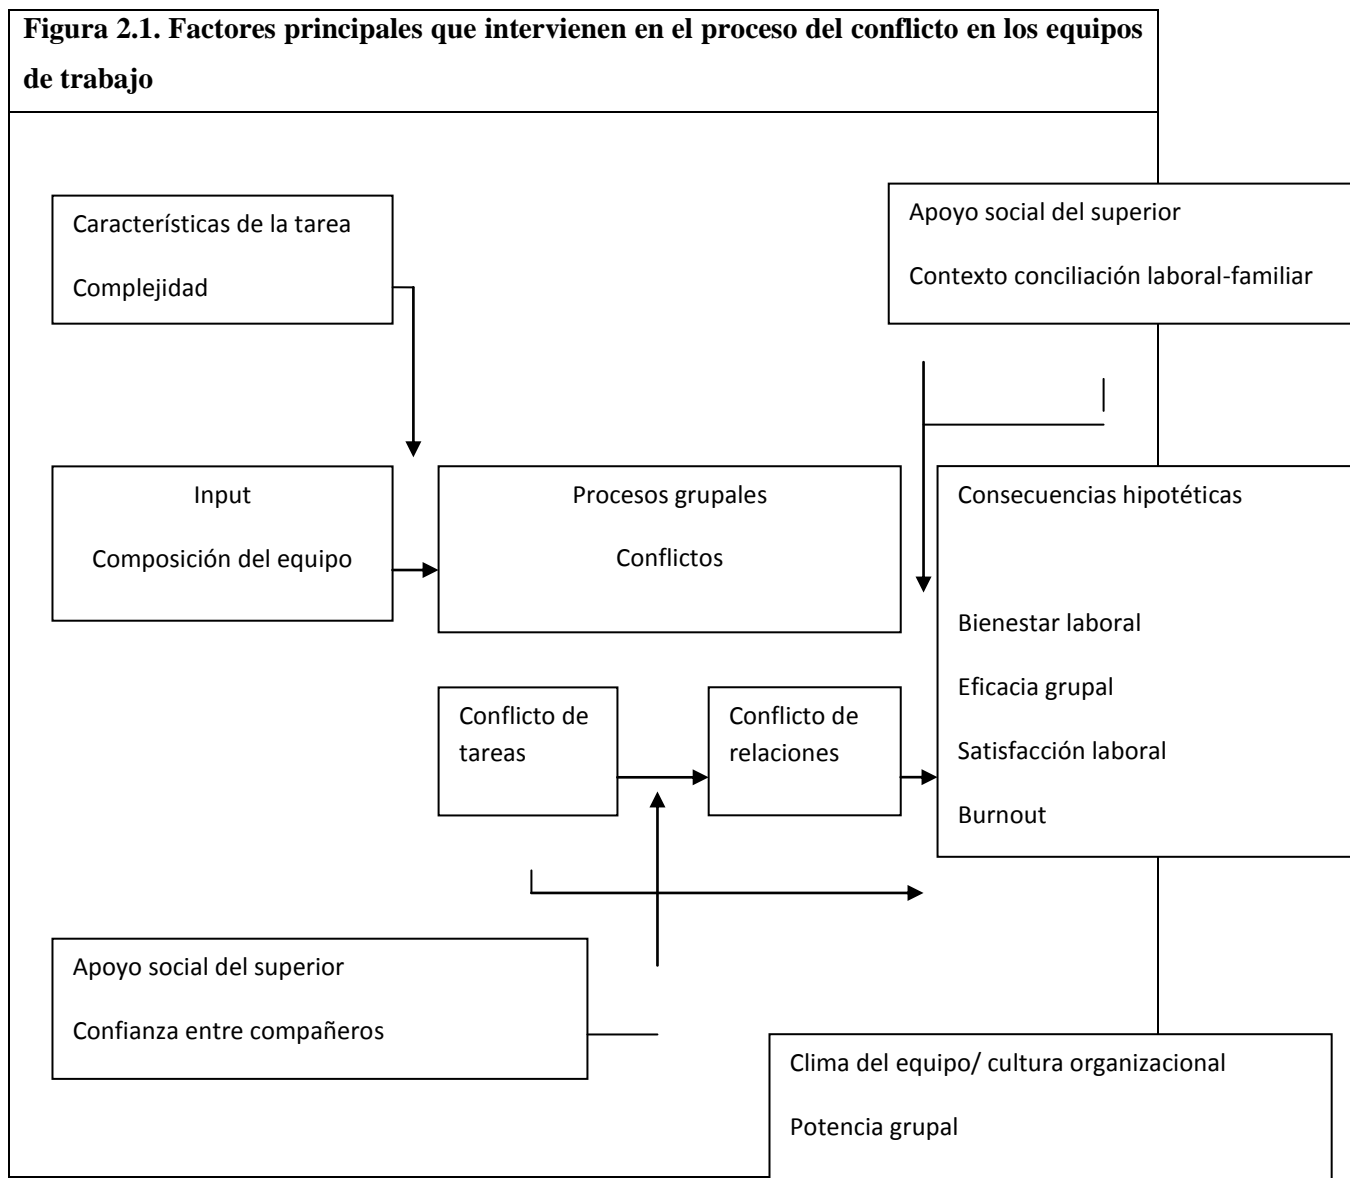 Figura 2.1. Factores principales que intervienen en el proceso del conflicto en los equipos
de trabajo
Características de la tarea
Complejidad
Apoyo social del superior
Contexto conciliación laboral-familiar
Input
Composición del equipo
Procesos grupales
Conflictos
Consecuencias hipotéticas
Bienestar laboral
Eficacia grupal
Satisfacción laboral
Burnout
Conflicto de
tareas
Conflicto de
relaciones
Apoyo social del superior
Confianza entre compañeros
Clima del equipo/ cultura organizacional
Potencia grupal